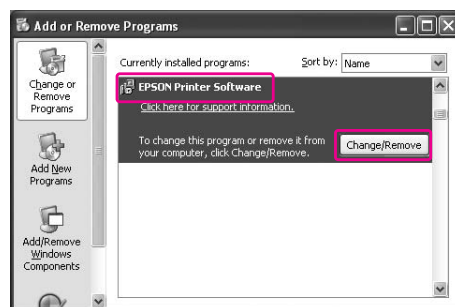 Add or Remove Programs
Currently installed programs:
Sort by: Name
Change or
Remove
Programs
EPSON Printer Software
Click here for support information.
To change this program or remove it from
your computer, click Change/Remove.
Change/Remove
Add New
Programs
Add/Remove
Windows
Components